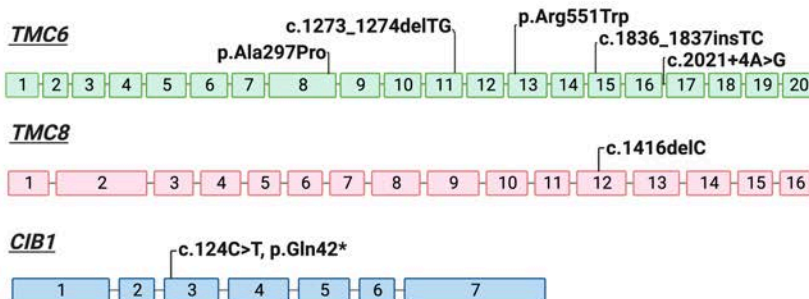 TMC6
c.1273_1274delTG
p.Arg551Trp
p.Ala297Pro
c.1836_1837insTC
c.2021+4A>G
1 2 3 4 5 6 7 8 9 10 11 12 13 14 15 16 17 18 19 20
TMC8
c.1416delC
1 2 3 4 5 6 7 8 9 10 11 12 13 14 15 16
CIB1
c.124C>T, p.Gln42*
1 2 3 4 5 6 7